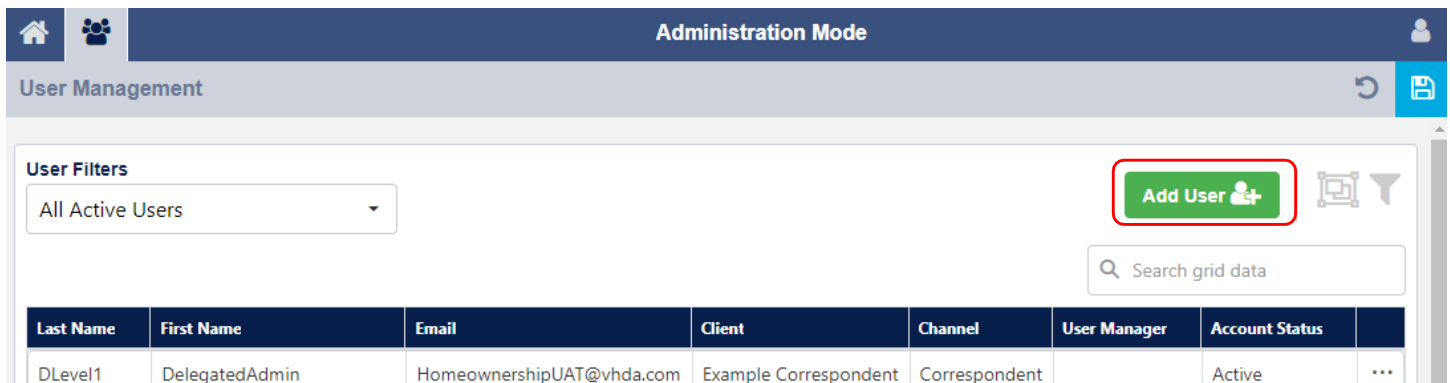 Administration Mode
User Management
User Filters
All Active Users
Add User
Search grid data
Last Name First Name Email Client Channel User Manager Account Status
DLevel1 DelegatedAdmin HomeownershipUAT@vhda.com Example Correspondent Correspondent Active ...